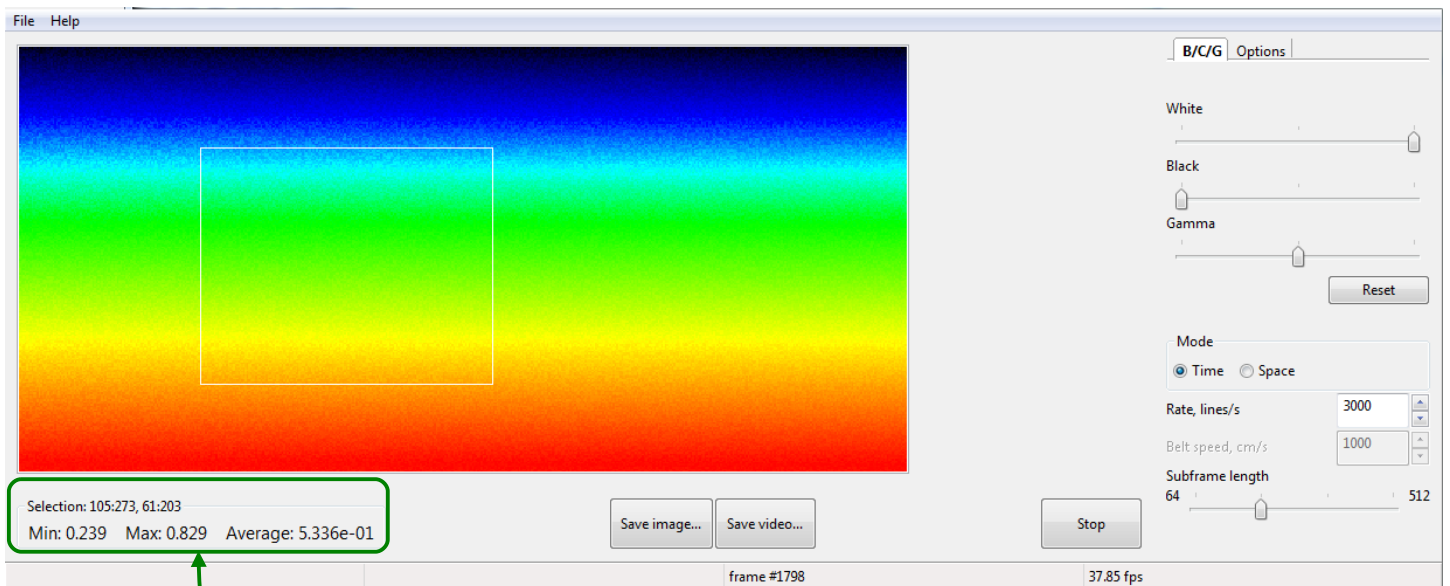 File Help
B/C/G Options
White
Black
Gamma
Reset
Mode
Time Space
Rate, lines/s 3000
Belt speed, cm/s 1000
Subframe length
64 512
Selection: 105:273, 61:203
Min: 0.239 Max: 0.829 Average: 5.336e-01
Save image... Save video... Stop
frame #1798 37.85 fps